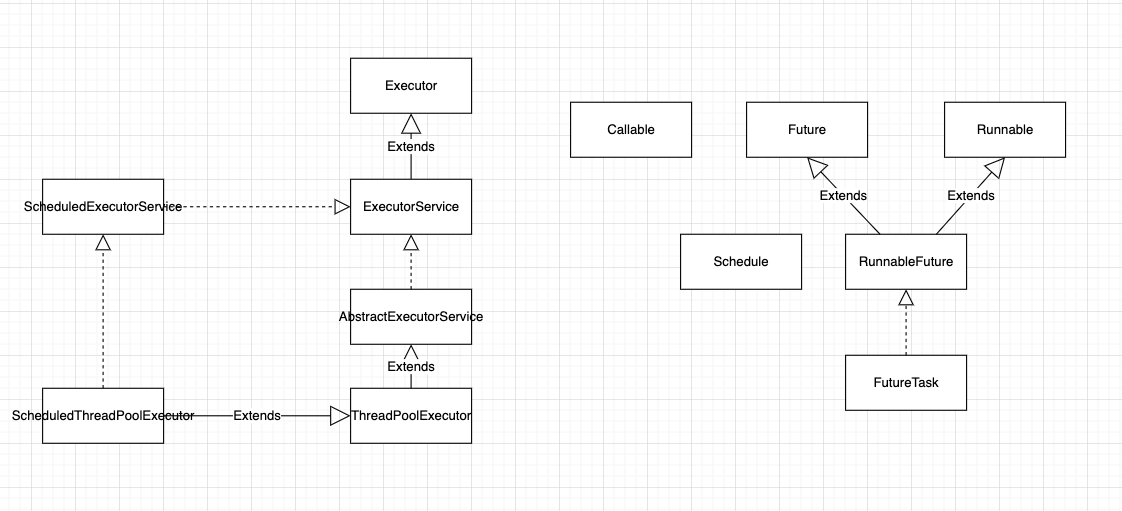 Executor
Callable
Future
Runnable
Extends
Extends
Extends
ScheduledExecutorService
ExecutorService
Schedule
RunnableFuture
AbstractExecutorService
Extends
FutureTask
ScheduledThreadPoolExecutor
Extends
ThreadPoolExecutor